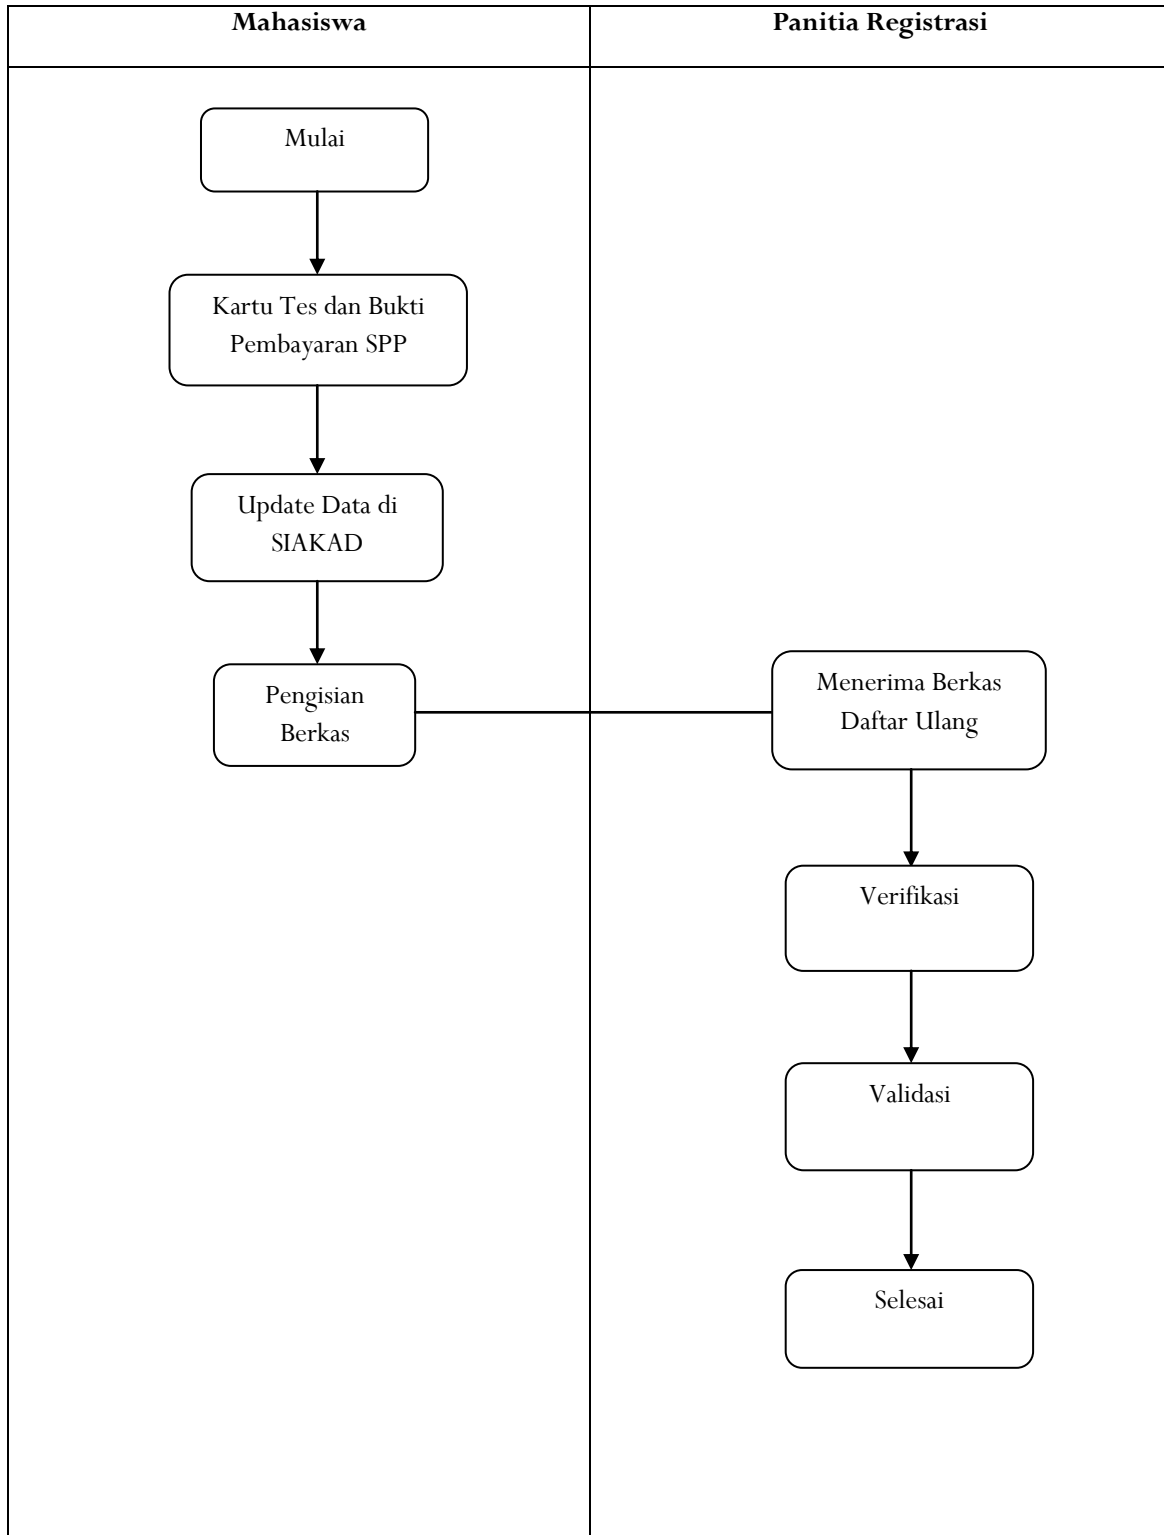 Mahasiswa
Panitia Registrasi
Mulai
Kartu Tes dan Bukti
Pembayaran SPP
Update Data di
SIAKAD
Pengisian
Berkas
Menerima Berkas
Daftar Ulang
Verifikasi
Validasi
Selesai